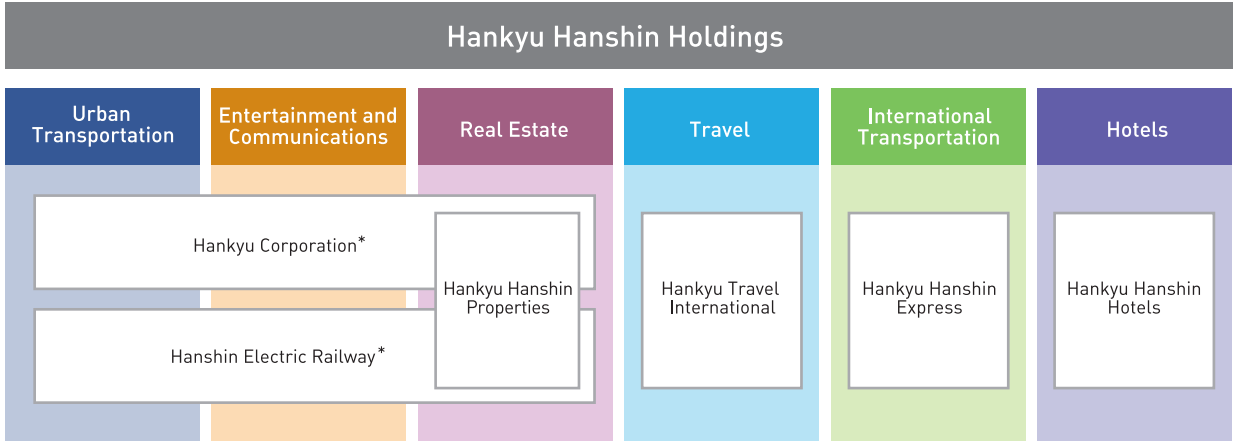 Hankyu Hanshin Holdings
Urban
Transportation
Entertainment and
Communications
Real Estate
Travel
International
Transportation
Hotels
Hankyu Corporation*
Hanshin Electric Railway*
Hankyu Hanshin
Properties
Hankyu Travel
International
Hankyu Hanshin
Express
Hankyu Hanshin
Hotels